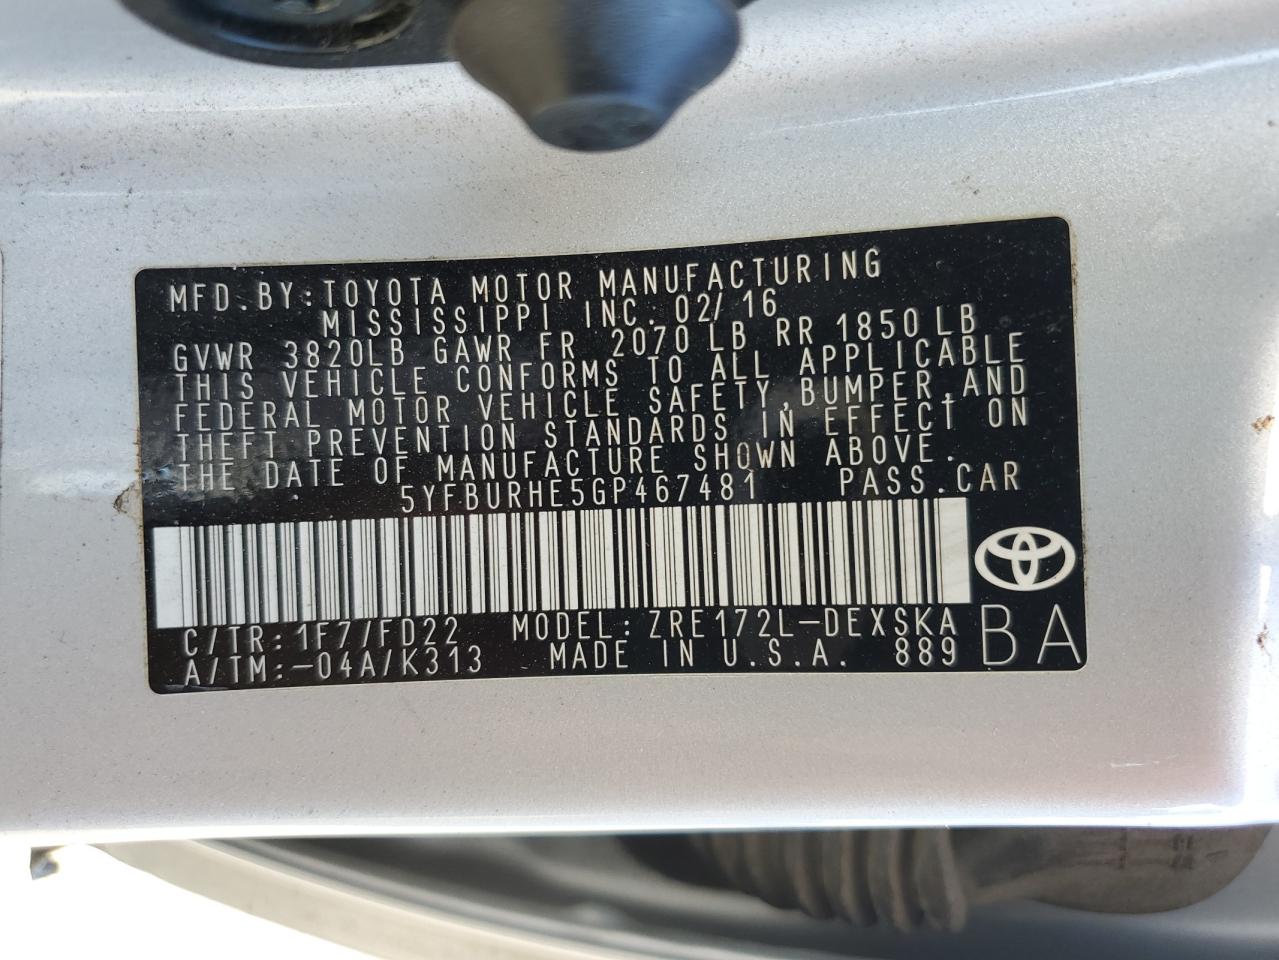 MFD.BY:TOYOTA MOTOR MANUFACTURING
MISSISSIPPI INC. 02/16
GVWR 3820LB GAWR FR 2070 LB RR 1850 LB
THIS VEHICLE CONFORMS TO ALL APPLICABLE
FEDERAL MOTOR VEHICLE SAFETY,BUMPER,AND
THEFT PREVENTION STANDARDS IN EFFECT ON
THE DATE OF MANUFACTURE SHOWN ABOVE.
5YFBURHE5GP467481 PASS.CAR
C/TR:1F7/FD22 MODEL:ZRE172L-DEXSKA
A/TM:-04A/K313 MADE IN U.S.A. 889
BA